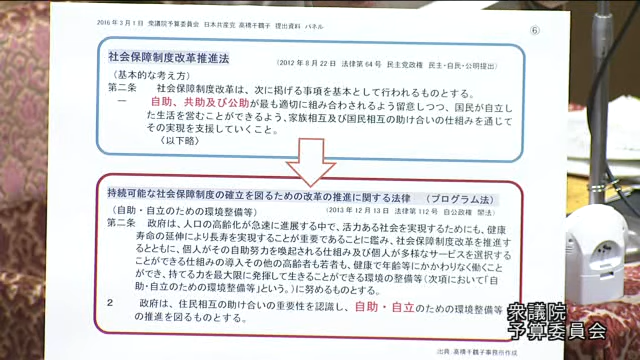 2016年3月1日 衆議院予算委員会 日本共産党 高橋千鶴子 提出資料 パネル
⑥
社会保障制度改革推進法
(2012年8月22日 法律第64号 民主党政権 民主・自民・公明提出)
(基本的な考え方)
第二条 社会保障制度改革は、次に掲げる事項を基本として行われるものとする。
一 自助、共助及び公助が最も適切に組み合わされるよう留意しつつ、国民が自立し
た生活を営むことができるよう、家族相互及び国民相互の助け合いの仕組みを通じて
その実現を支援していくこと。
〈以下略〉
持続可能な社会保障制度の確立を図るための改革の推進に関する法律 (プログラム法)
(2013年12月13日 法律第112号 自公政権 閣法)
(自助・自立のための環境整備等)
第二条 政府は、人口の高齢化が急速に進展する中で、活力ある社会を実現するためにも、健康
寿命の延伸により長寿を実現することが重要であることに鑑み、社会保障制度改革を推進す
るとともに、個人がその自助努力を喚起される仕組み及び個人が多様なサービスを選択する
ことができる仕組みの導入その他の高齢者も若者も、健康で年齢等にかかわりなく働くこと
ができ、持てる力を最大限に発揮して生きることができる環境の整備等(次項において「自
助・自立のための環境整備等」という。)に努めるものとする。
2 政府は、住民相互の助け合いの重要性を認識し、自助・自立のための環境整備等
の推進を図るものとする。
出典 高橋千鶴子事務所作成
衆議院
予算委員会